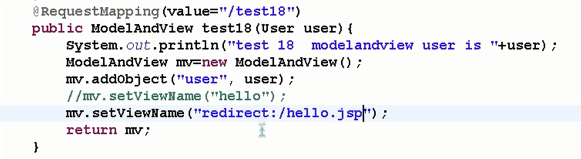 @RequestMapping(value="/test18")
public ModelAndView test18(User user){
System.out.println("test 18  modelandview user is "+user);
ModelAndView mv=new ModelAndView();
mv.addObject("user", user);
//mv.setViewName("hello");
mv.setViewName("redirect:/hello.jsp");
return mv;
}